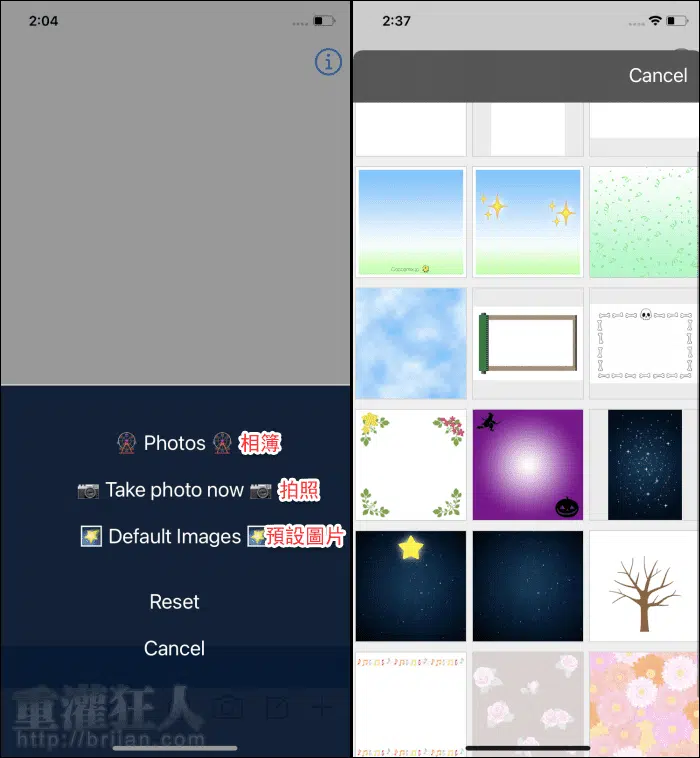 2:04
🎡 Photos 🎡 相簿
📷 Take photo now 📷 拍照
Default Images 預設圖片
Reset
Cancel
重灌狂人
http://briian.com
2:37
Cancel